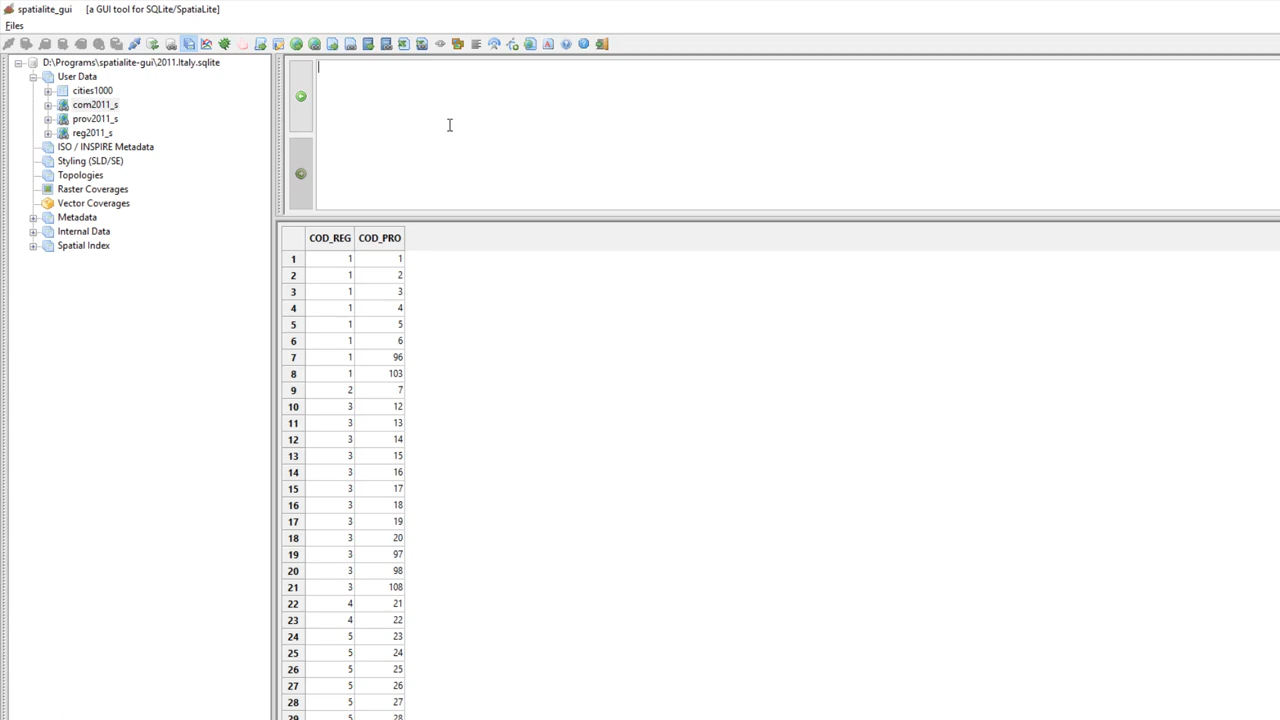 spatialite_gui [a GUI tool for SQLite/SpatiaLite]
Files
D:\Programs\spatialite-gui\2011.Italy.sqlite
User Data
cities1000
com2011_s
prov2011_s
reg2011_s
ISO / INSPIRE Metadata
Styling (SLD/SE)
Topologies
Raster Coverages
Vector Coverages
Metadata
Internal Data
Spatial Index
COD_REG COD_PRO
1 1 1
2 1 2
3 1 3
4 1 4
5 1 5
6 1 6
7 1 96
8 1 103
9 2 7
10 3 12
11 3 13
12 3 14
13 3 15
14 3 16
15 3 17
16 3 18
17 3 19
18 3 20
19 3 97
20 3 98
21 3 108
22 4 21
23 4 22
24 5 23
25 5 24
26 5 25
27 5 26
28 5 27
29 5 28